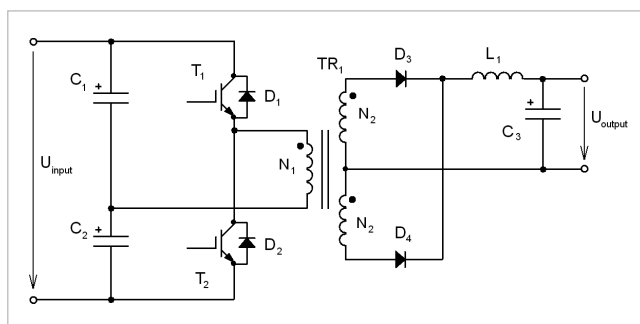 C1
+
T1
D1
TR1
D3
L1
N2
+
C3
Uinput
N1
Uoutput
C2
+
D2
T2
N2
D4